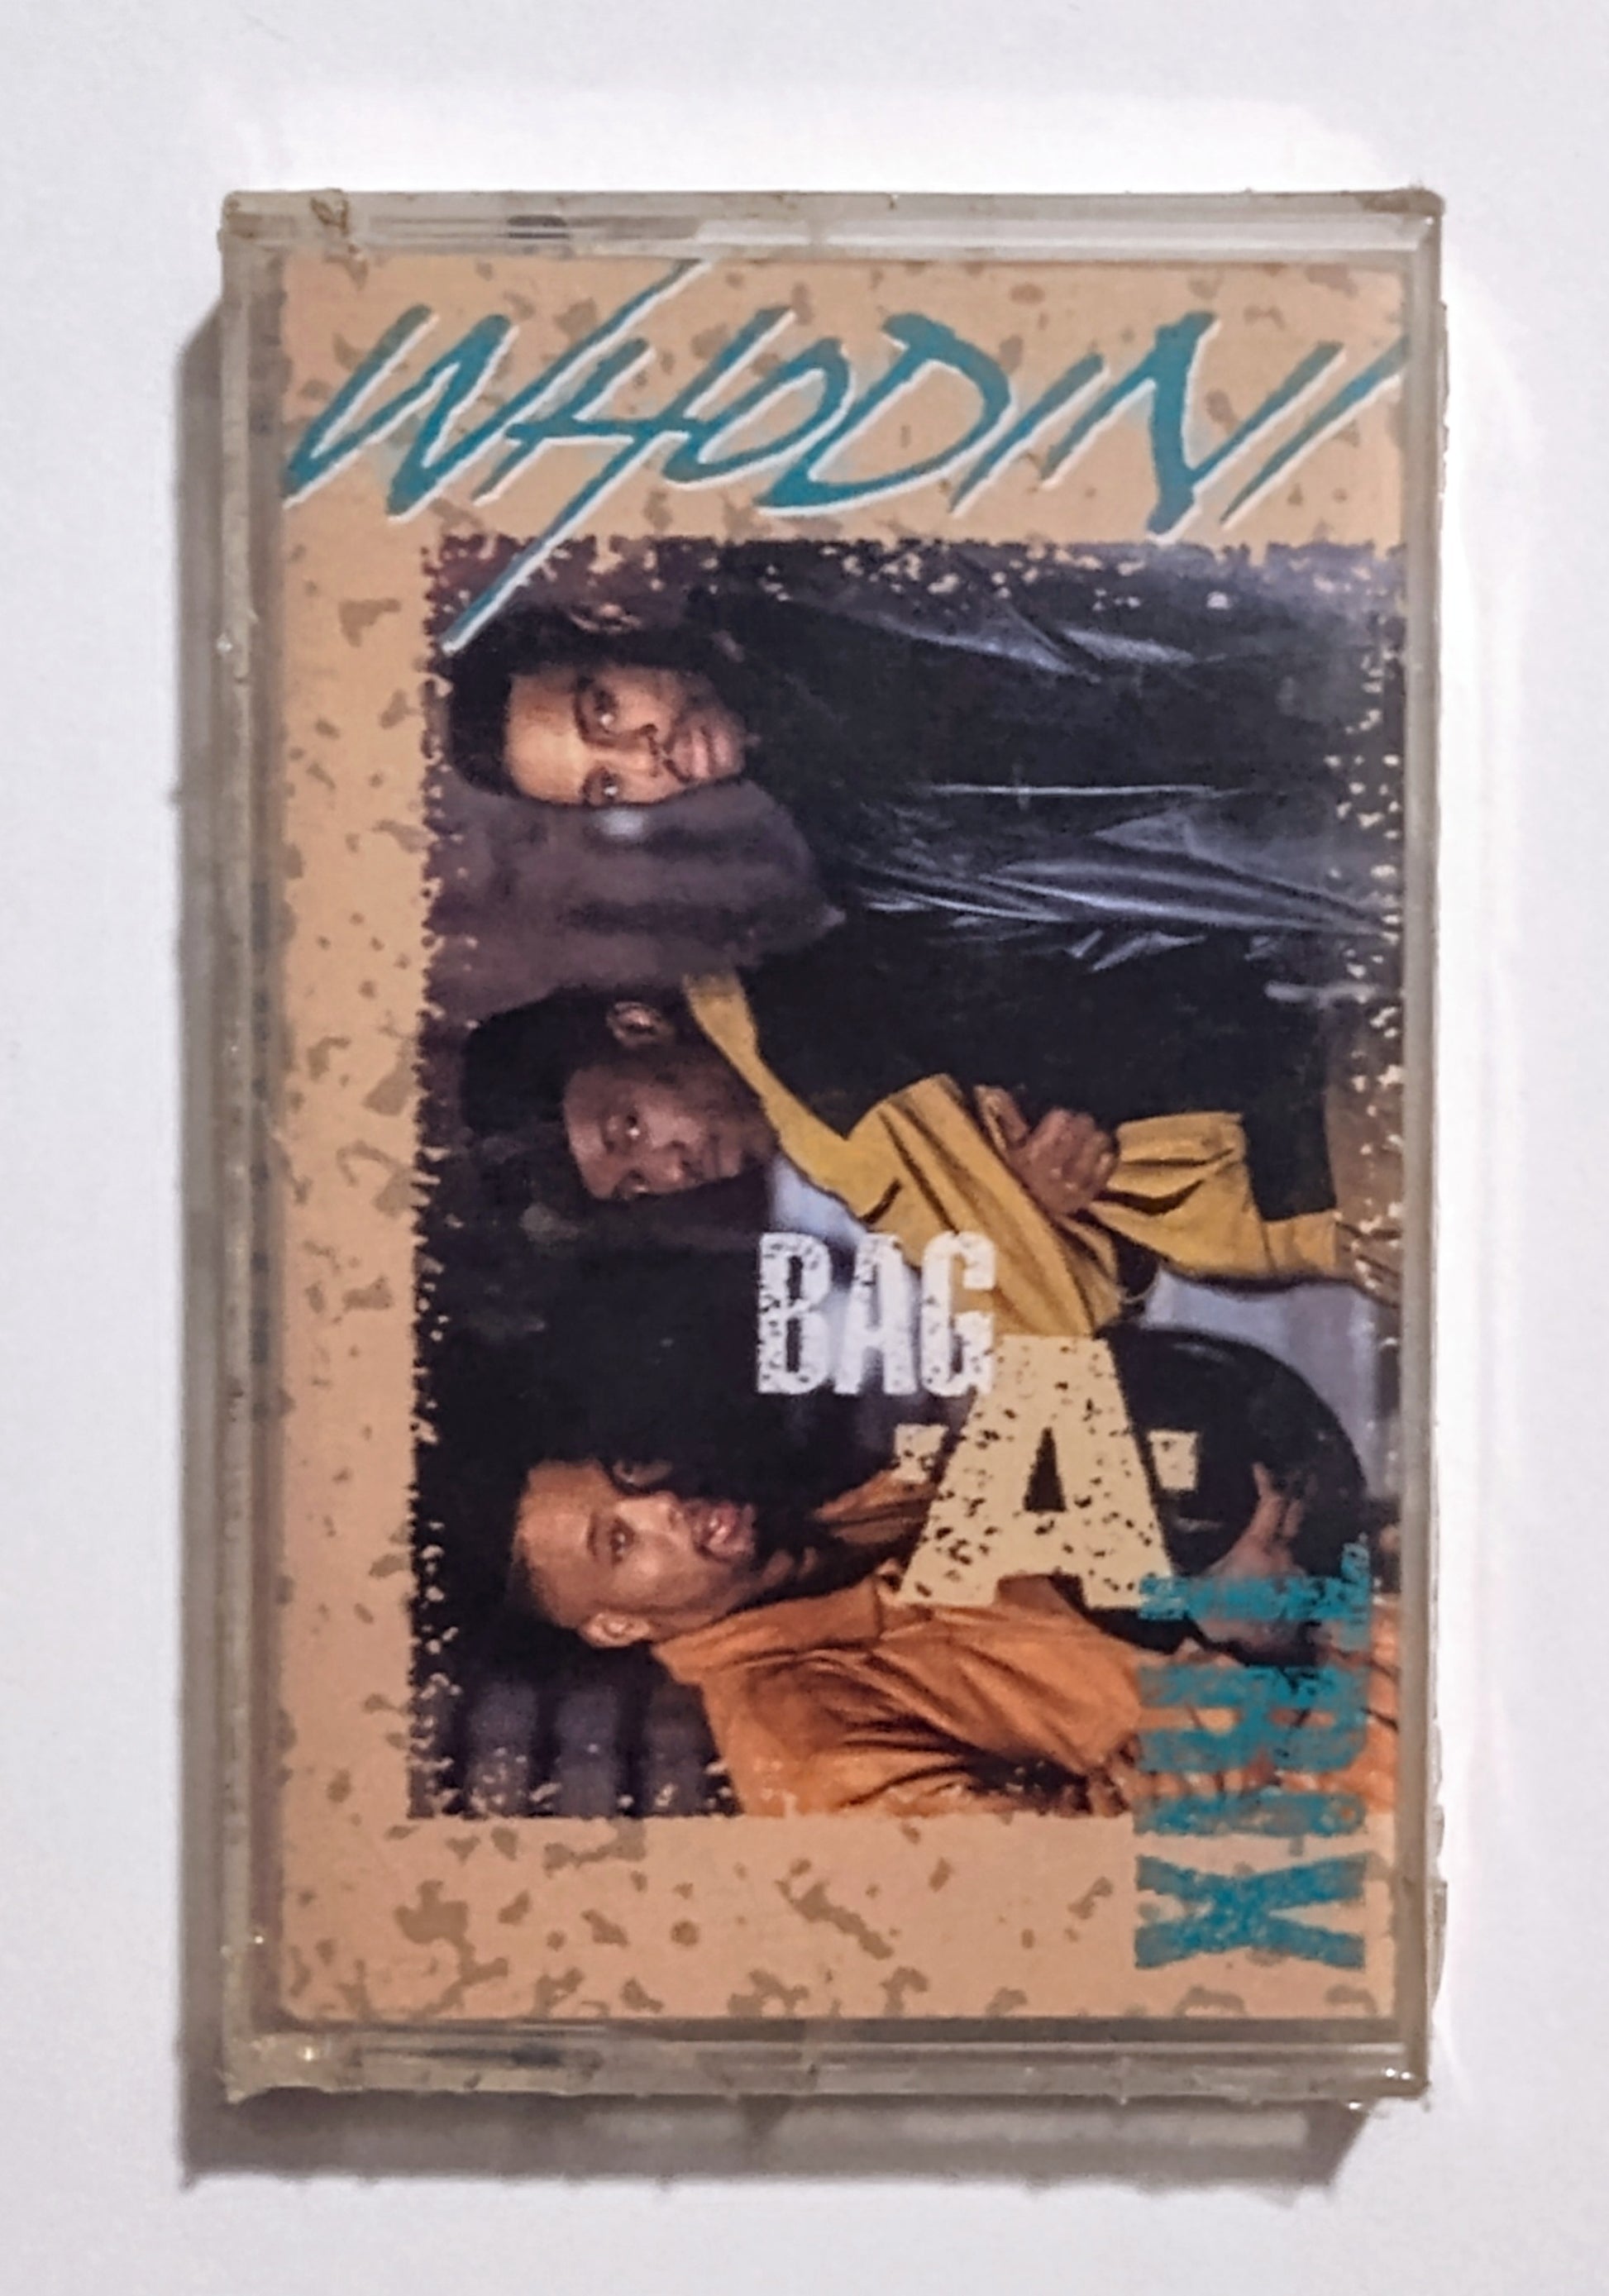 WHODINI
BAG
"A"
TRIX